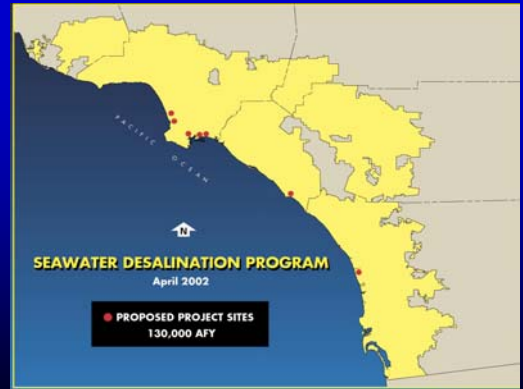 PACIFIC OCEAN
N
SEAWATER DESALINATION PROGRAM
April 2002
PROPOSED PROJECT SITES
130,000 AFY